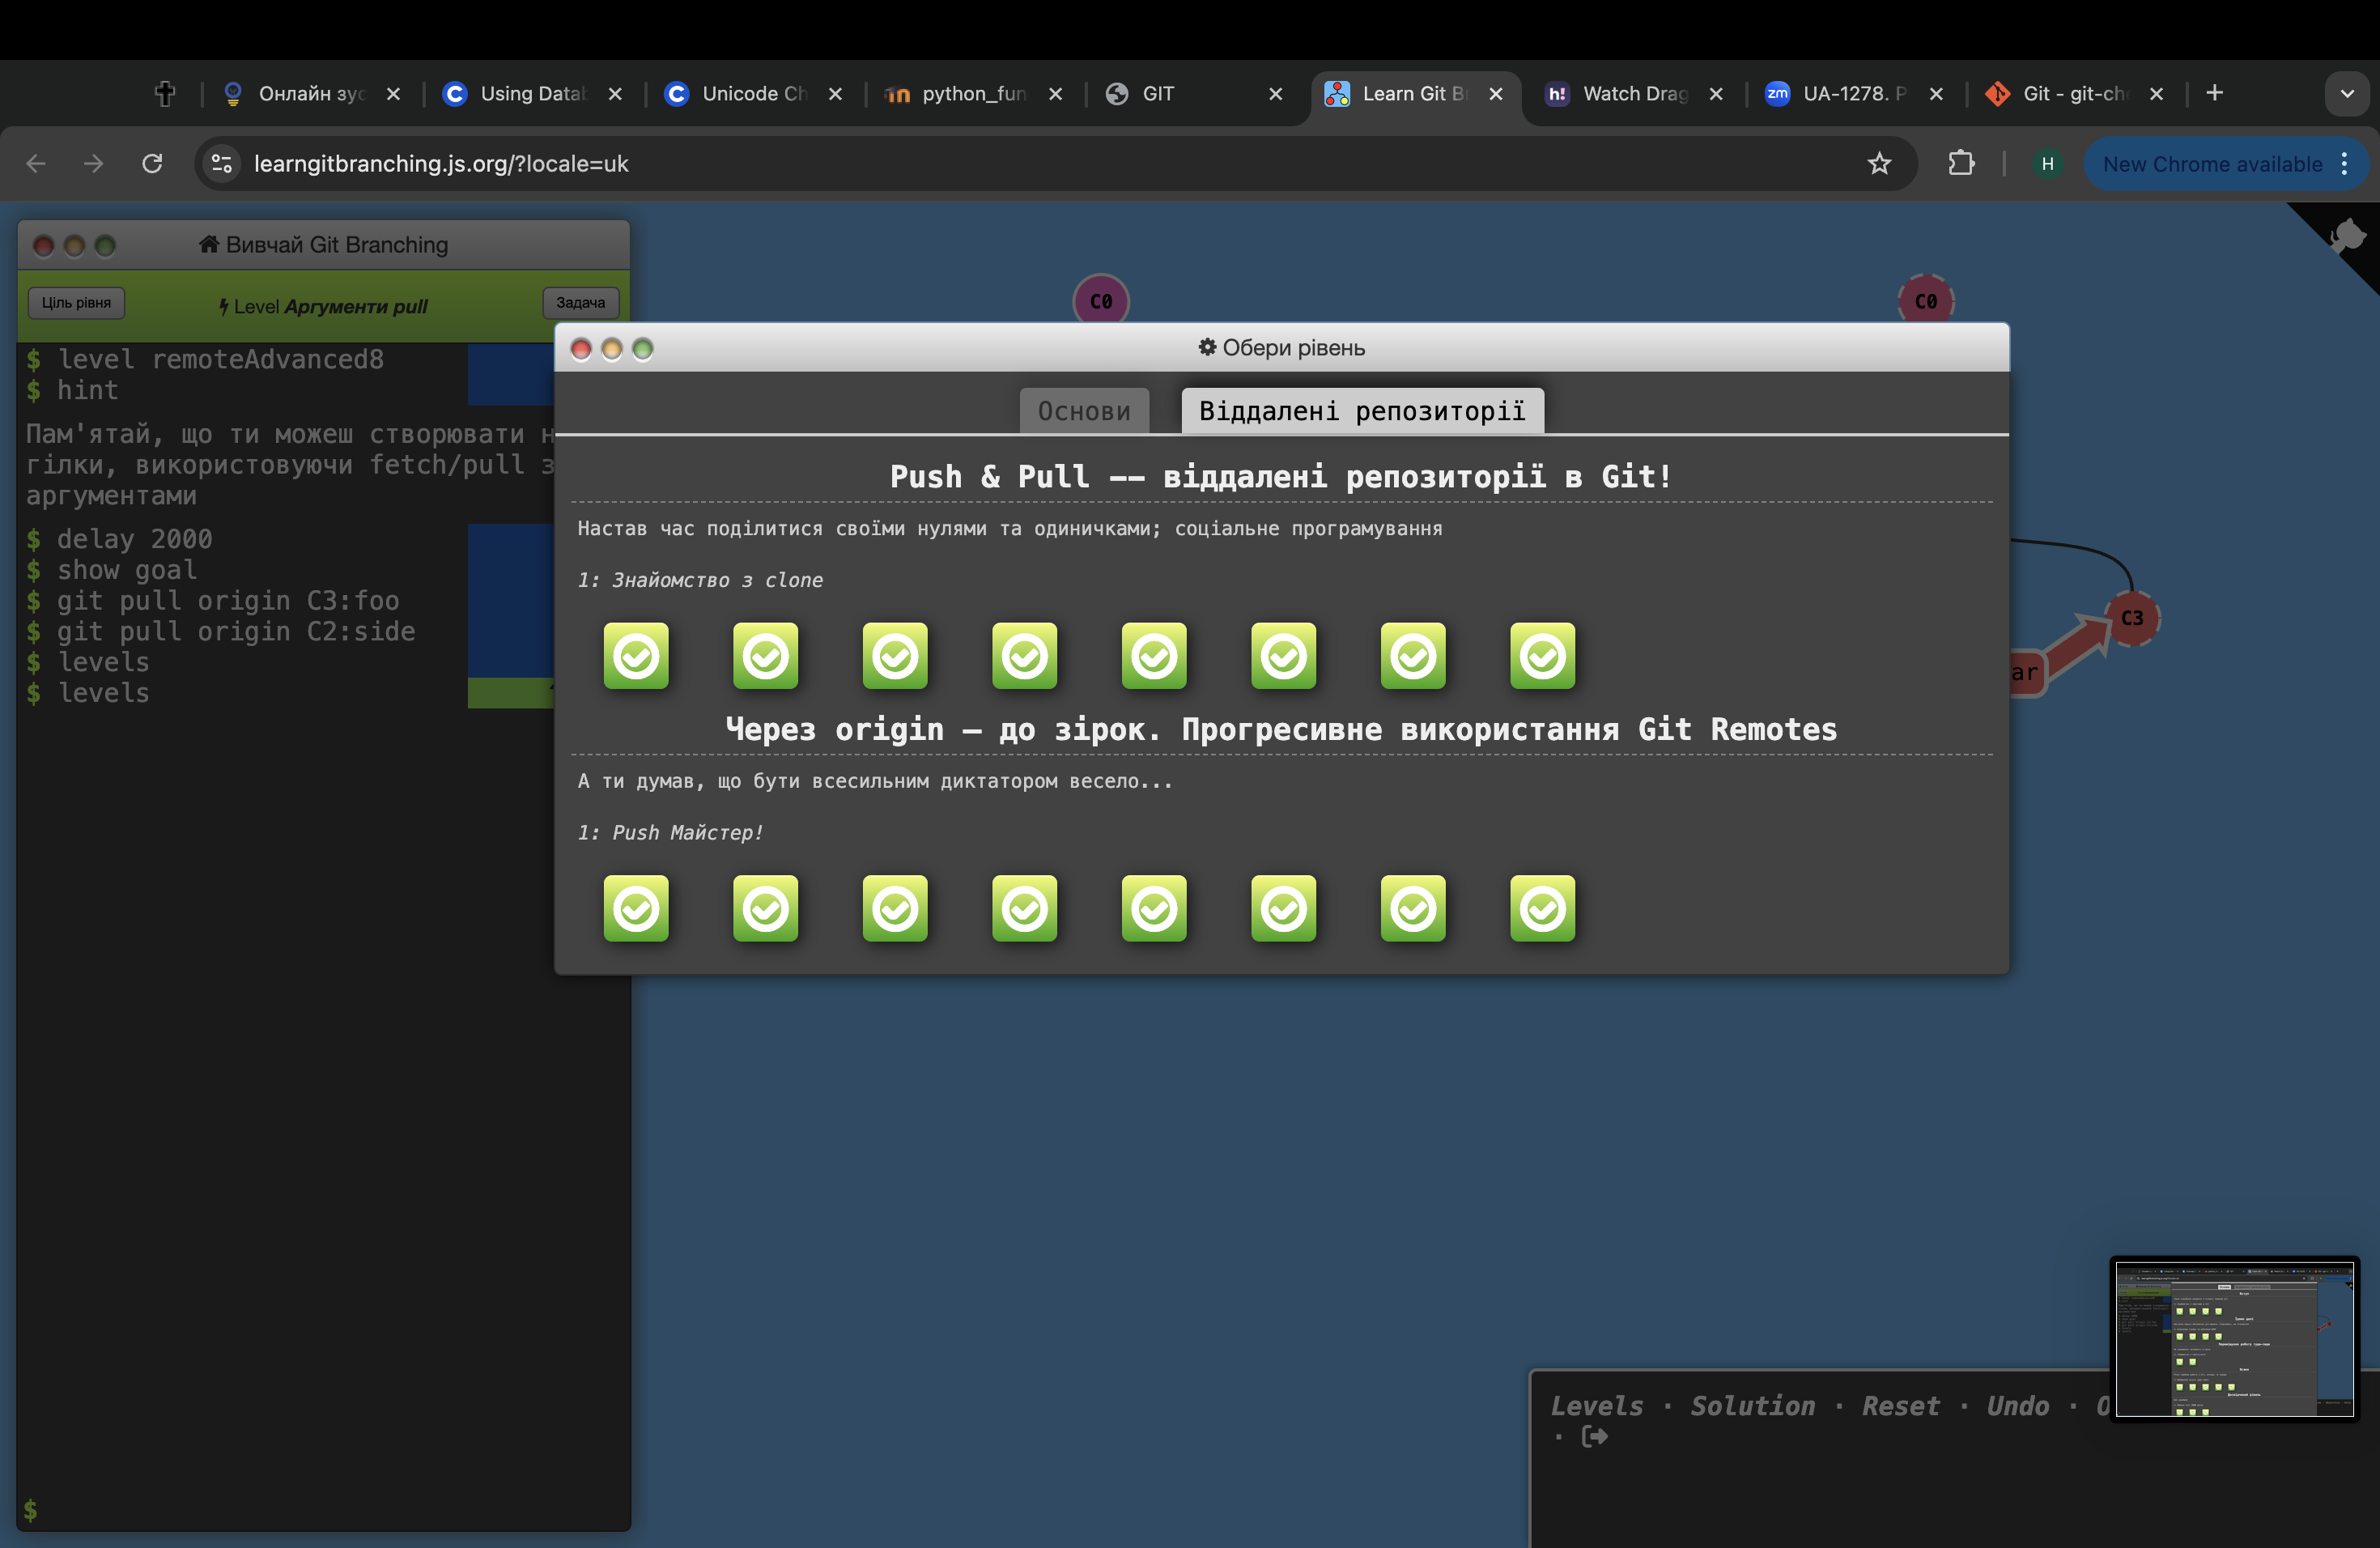 Онлайн зус
Using Datab
Unicode Ch
python_fun
GIT
Learn Git Br
Watch Drag
UA-1278. P
Git - git-che
learngitbranching.js.org/?locale=uk
H
New Chrome available
Вивчай Git Branching
Ціль рівня
Level Аргументи pull
Задача
$ level remoteAdvanced8
$ hint
Пам'ятай, що ти можеш створювати н
гілки, використовуючи fetch/pull з
аргументами
$ delay 2000
$ show goal
$ git pull origin C3:foo
$ git pull origin C2:side
$ levels
$ levels
$
C0
C0
C3
ar
Обери рівень
Основи
Віддалені репозиторії
Push & Pull -- віддалені репозиторії в Git!
Настав час поділитися своїми нулями та одиничками; соціальне програмування
1: Знайомство з clone
Через origin – до зірок. Прогресивне використання Git Remotes
А ти думав, що бути всесильним диктатором весело...
1: Push Майстер!
Levels · Solution · Reset · Undo ·
·